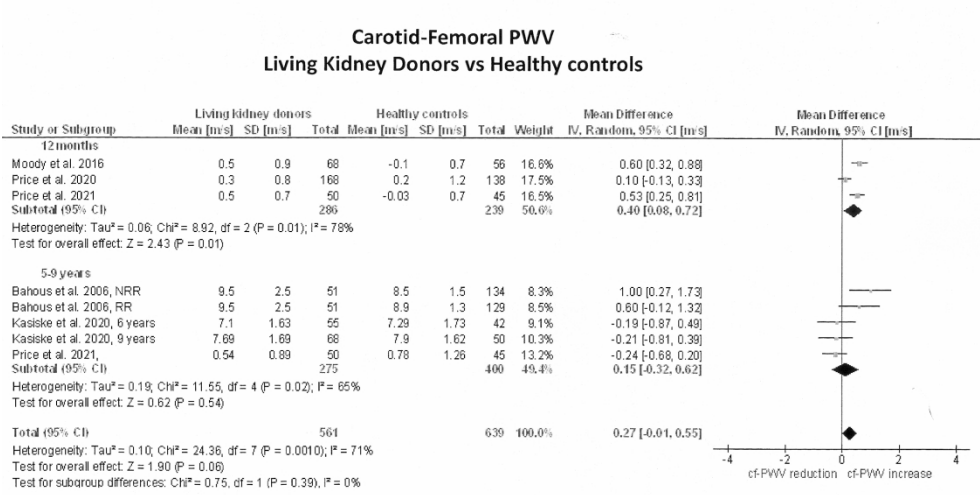 Carotid-Femoral PWV
Living Kidney Donors vs Healthy controls
Living kidney donors Healthy controls Mean Difference Mean Difference
Study or Subgroup Mean [m/s] SD [m/s] Total Mean [m/s] SD [m/s] Total Weight IV, Random, 95% CI [m/s] IV, Random, 95% CI [m/s]
12 months
Moody et al. 2016 0.5 0.9 68 -0.1 0.7 56 16.6% 0.60 [0.32, 0.88]
Price et al. 2020 0.3 0.8 168 0.2 1.2 138 17.5% 0.10 [-0.13, 0.33]
Price et al. 2021 0.5 0.7 50 -0.03 0.7 45 16.5% 0.53 [0.25, 0.81]
Subtotal (95% CI) 286 239 50.6% 0.40 [0.08, 0.72]
Heterogeneity: Tau² = 0.06; Chi² = 8.92, df = 2 (P = 0.01); I² = 78%
Test for overall effect: Z = 2.43 (P = 0.01)
5-9 years
Bahous et al. 2006, NRR 9.5 2.5 51 8.5 1.5 134 8.3% 1.00 [0.27, 1.73]
Bahous et al. 2006, RR 9.5 2.5 51 8.9 1.3 129 8.5% 0.60 [-0.12, 1.32]
Kasiske et al. 2020, 6 years 7.1 1.63 55 7.29 1.73 42 9.1% -0.19 [-0.87, 0.49]
Kasiske et al. 2020, 9 years 7.69 1.69 68 7.9 1.62 50 10.3% -0.21 [-0.81, 0.39]
Price et al. 2021, 0.54 0.89 50 0.78 1.26 45 13.2% -0.24 [-0.68, 0.20]
Subtotal (95% CI) 275 400 49.4% 0.15 [-0.32, 0.62]
Heterogeneity: Tau² = 0.19; Chi² = 11.55, df = 4 (P = 0.02); I² = 65%
Test for overall effect: Z = 0.62 (P = 0.54)
Total (95% CI) 561 639 100.0% 0.27 [-0.01, 0.55]
Heterogeneity: Tau² = 0.10; Chi² = 24.36, df = 7 (P = 0.0010); I² = 71%
Test for overall effect: Z = 1.90 (P = 0.06)
Test for subgroup differences: Chi² = 0.75, df = 1 (P = 0.39), I² = 0%
-4 -2 0 2 4
cf-PWV reduction cf-PWV increase